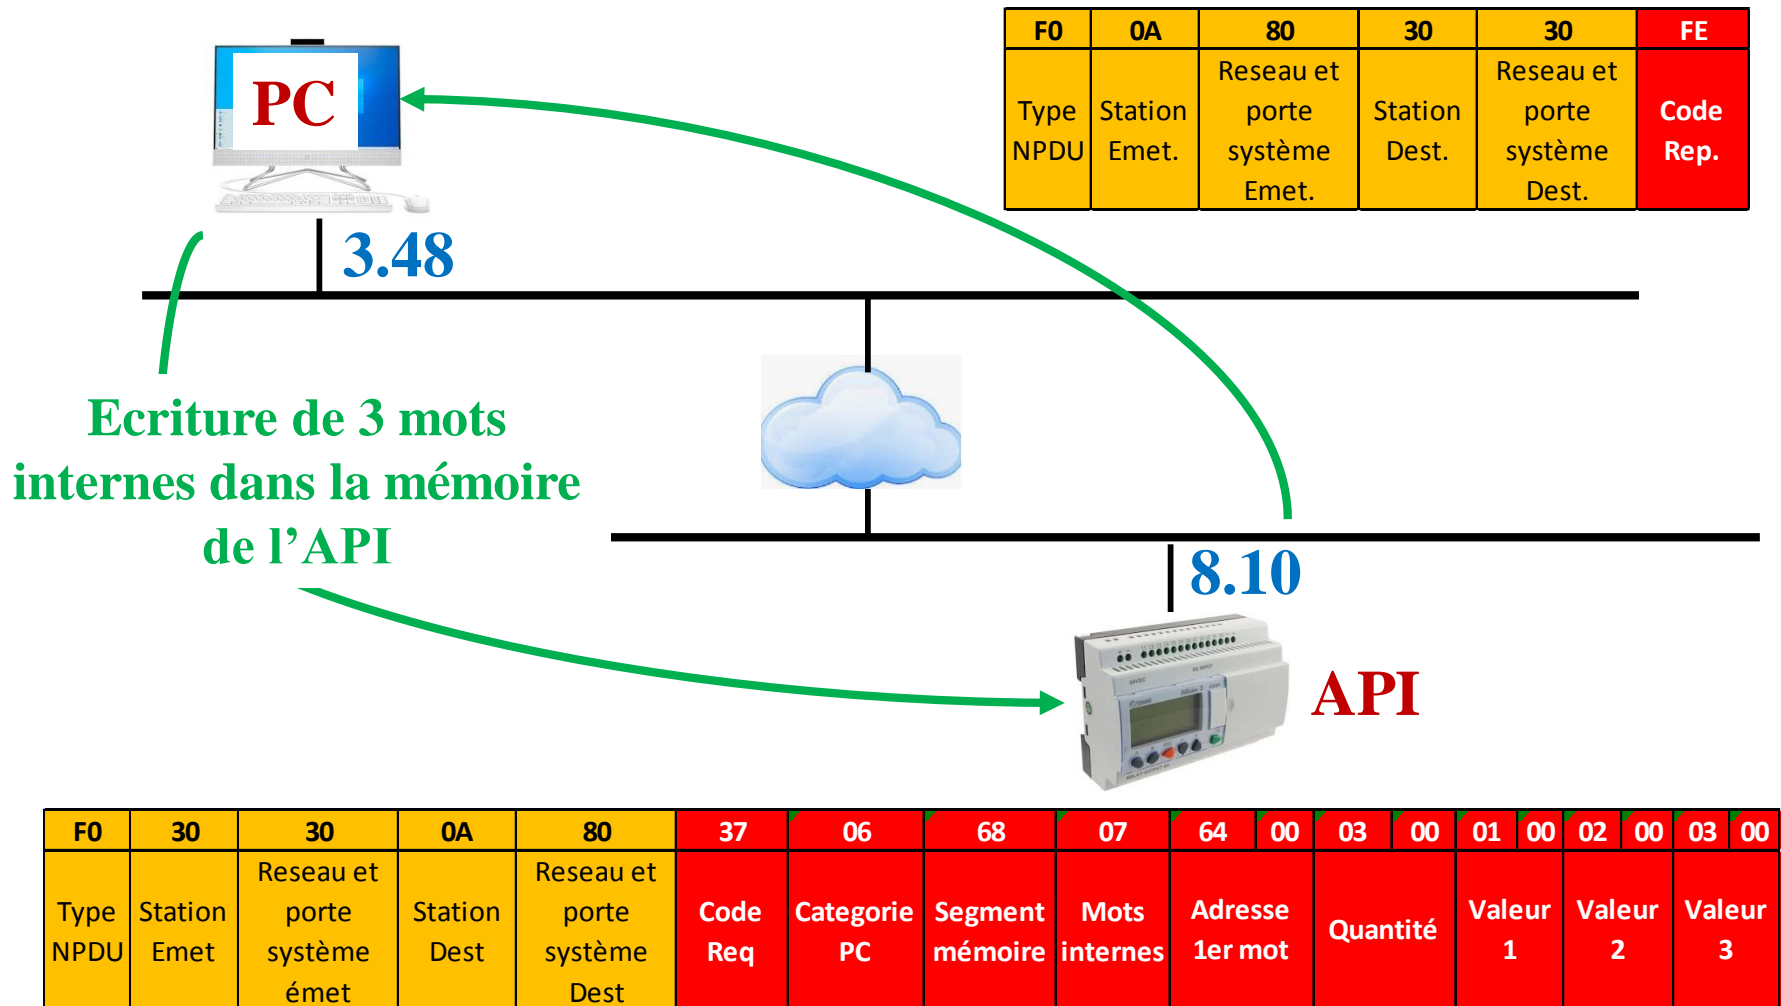 F0 0A 80 30 30 FE
Type NPDU Station Emet. Reseau et porte système Emet. Station Dest. Reseau et porte système Dest. Code Rep.
PC
3.48
Ecriture de 3 mots
internes dans la mémoire
de l’API
8.10
API
F0 30 30 0A 80 37 06 68 07 64 00 03 00 01 00 02 00 03 00
Type NPDU Station Emet Reseau et porte système émet Station Dest Reseau et porte système Dest Code Req Categorie PC Segment mémoire Mots internes Adresse 1er mot Quantité Valeur 1 Valeur 2 Valeur 3